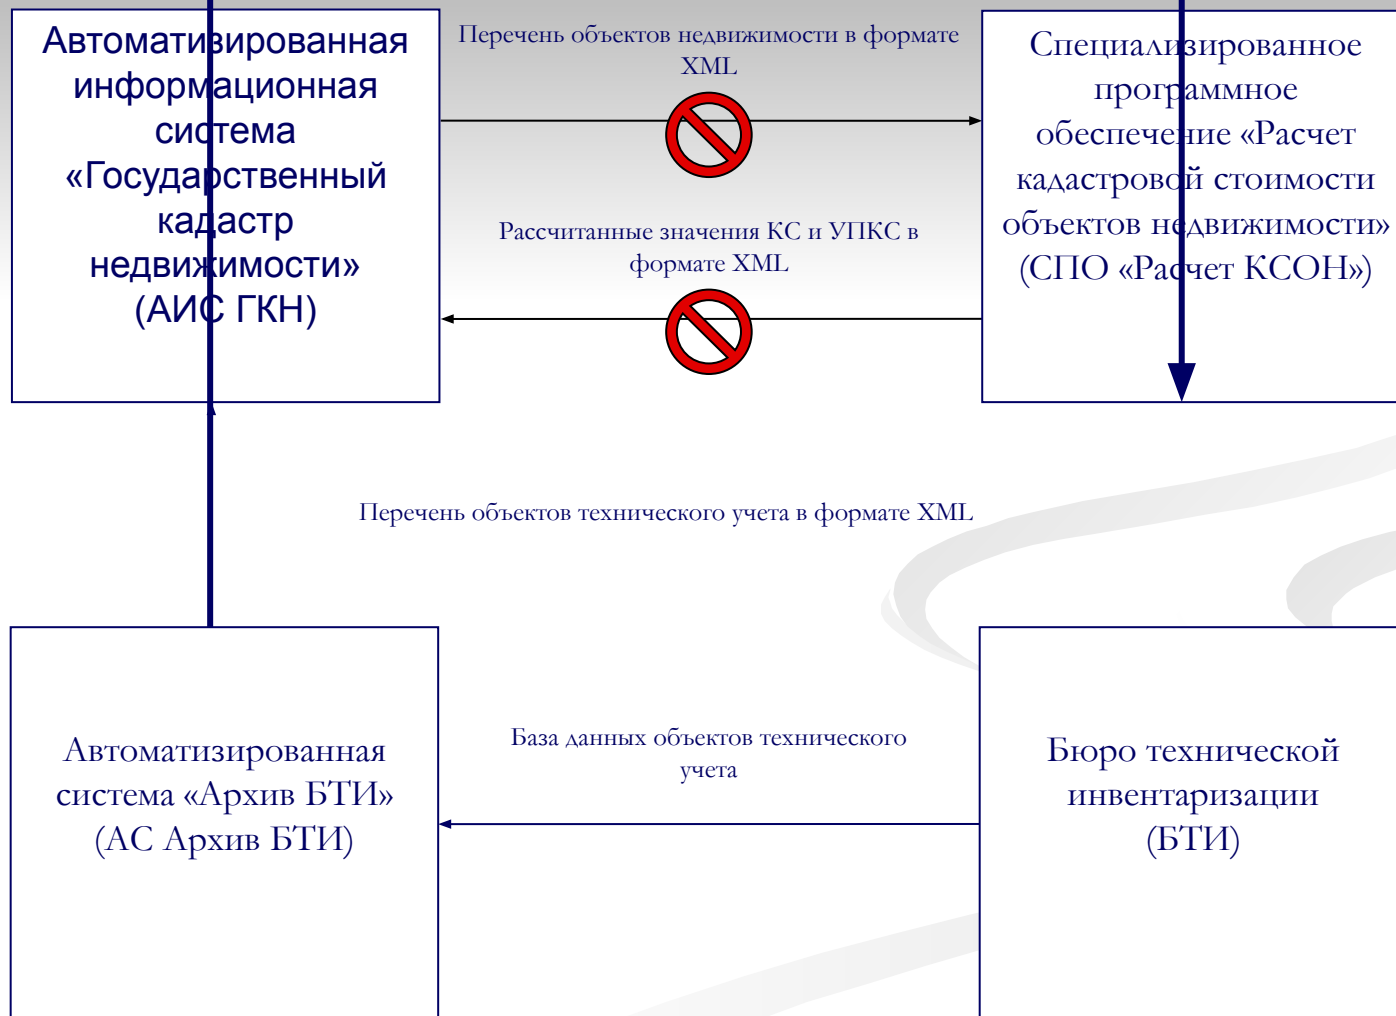 Автоматизированная
информационная
система
«Государственный
кадастр
недвижимости»
(АИС ГКН)
Перечень объектов недвижимости в формате
XML
Рассчитанные значения КС и УПКС в
формате XML
Специализированное
программное
обеспечение «Расчет
кадастровой стоимости
объектов недвижимости»
(СПО «Расчет КСОН»)
Перечень объектов технического учета в формате XML
Автоматизированная
система «Архив БТИ»
(АС Архив БТИ)
База данных объектов технического
учета
Бюро технической
инвентаризации
(БТИ)